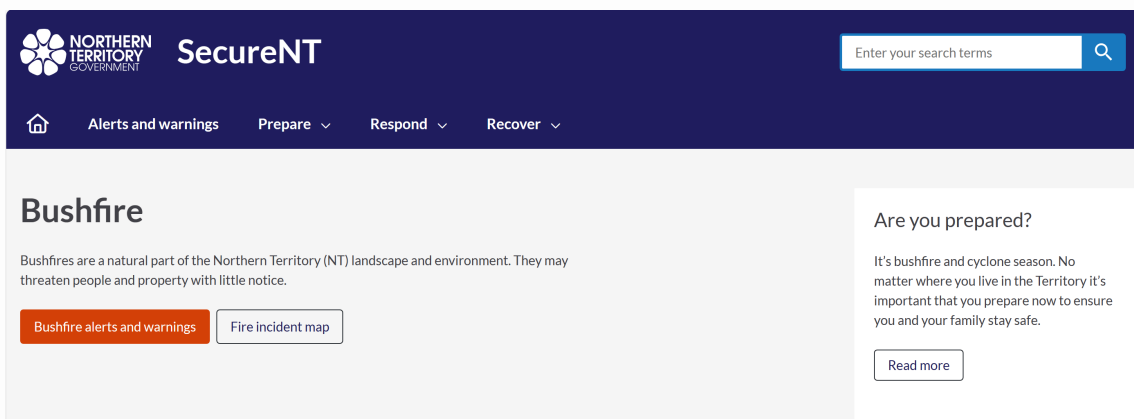 NORTHERN
TERRITORY
GOVERNMENT
SecureNT
Enter your search terms
Alerts and warnings
Prepare
Respond
Recover
Bushfire
Bushfires are a natural part of the Northern Territory (NT) landscape and environment. They may
threaten people and property with little notice.
Bushfire alerts and warnings
Fire incident map
Are you prepared?
It's bushfire and cyclone season. No
matter where you live in the Territory it's
important that you prepare now to ensure
you and your family stay safe.
Read more